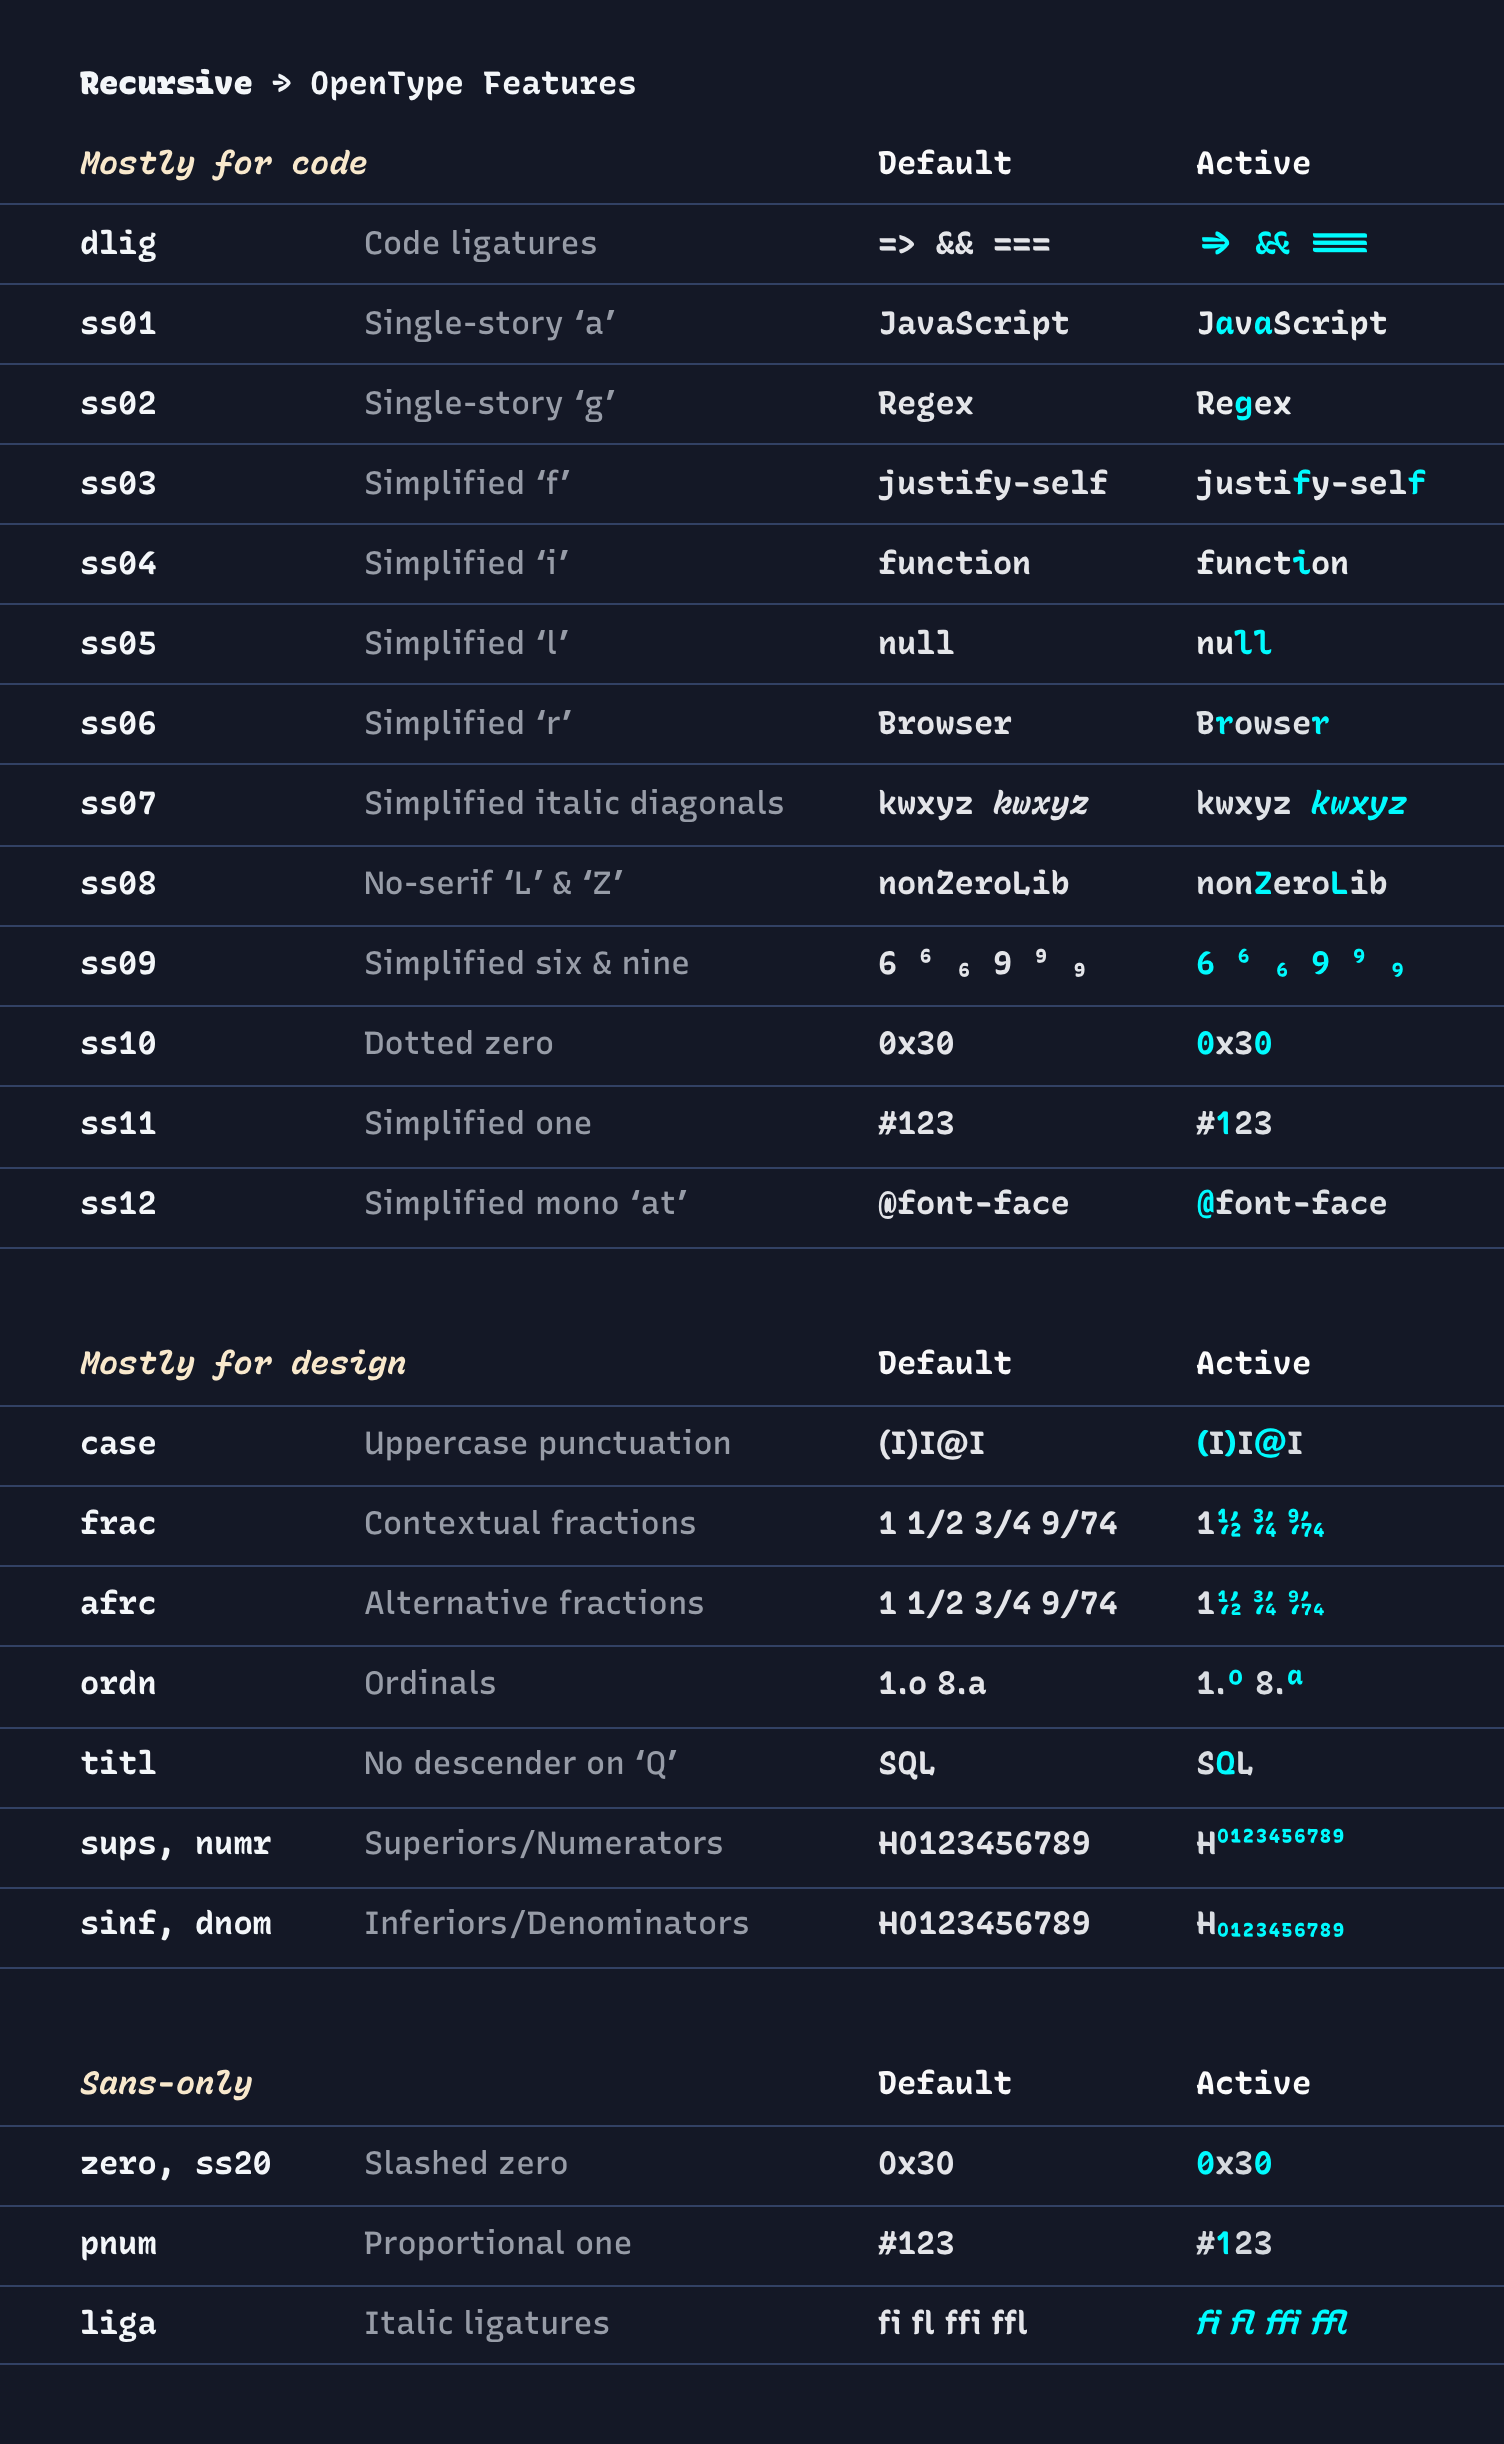 Recursive → OpenType Features
Mostly for code Default Active
dlig Code ligatures => && === => && ===
ss01 Single-story ‘a’ JavaScript JavaScript
ss02 Single-story ‘g’ Regex Regex
ss03 Simplified ‘f’ justify-self justify-self
ss04 Simplified ‘i’ function function
ss05 Simplified ‘l’ null null
ss06 Simplified ‘r’ Browser Browser
ss07 Simplified italic diagonals kwxyz kwxyz kwxyz kwxyz
ss08 No-serif ‘L’ & ‘Z’ nonZeroLib nonZeroLib
ss09 Simplified six & nine 6 ⁶ ₆ 9 ⁹ ₉ 6 ⁶ ₆ 9 ⁹ ₉
ss10 Dotted zero 0x30 0x30
ss11 Simplified one #123 #123
ss12 Simplified mono ‘at’ @font-face @font-face
Mostly for design Default Active
case Uppercase punctuation (I)I@I (I)I@I
frac Contextual fractions 1 1/2 3/4 9/74 1½ ¾ ⁹⁄₇₄
afrc Alternative fractions 1 1/2 3/4 9/74 1½ ¾ ⁹⁄₇₄
ordn Ordinals 1.o 8.a 1.º 8.ª
titl No descender on ‘Q’ SQL SQL
sups, numr Superiors/Numerators H0123456789 H⁰¹²³⁴⁵⁶⁷⁸⁹
sinf, dnom Inferiors/Denominators H0123456789 H₀₁₂₃₄₅₆₇₈₉
Sans-only Default Active
zero, ss20 Slashed zero 0x30 0x30
pnum Proportional one #123 #123
liga Italic ligatures fi fl ffi ffl fi fl ffi ffl